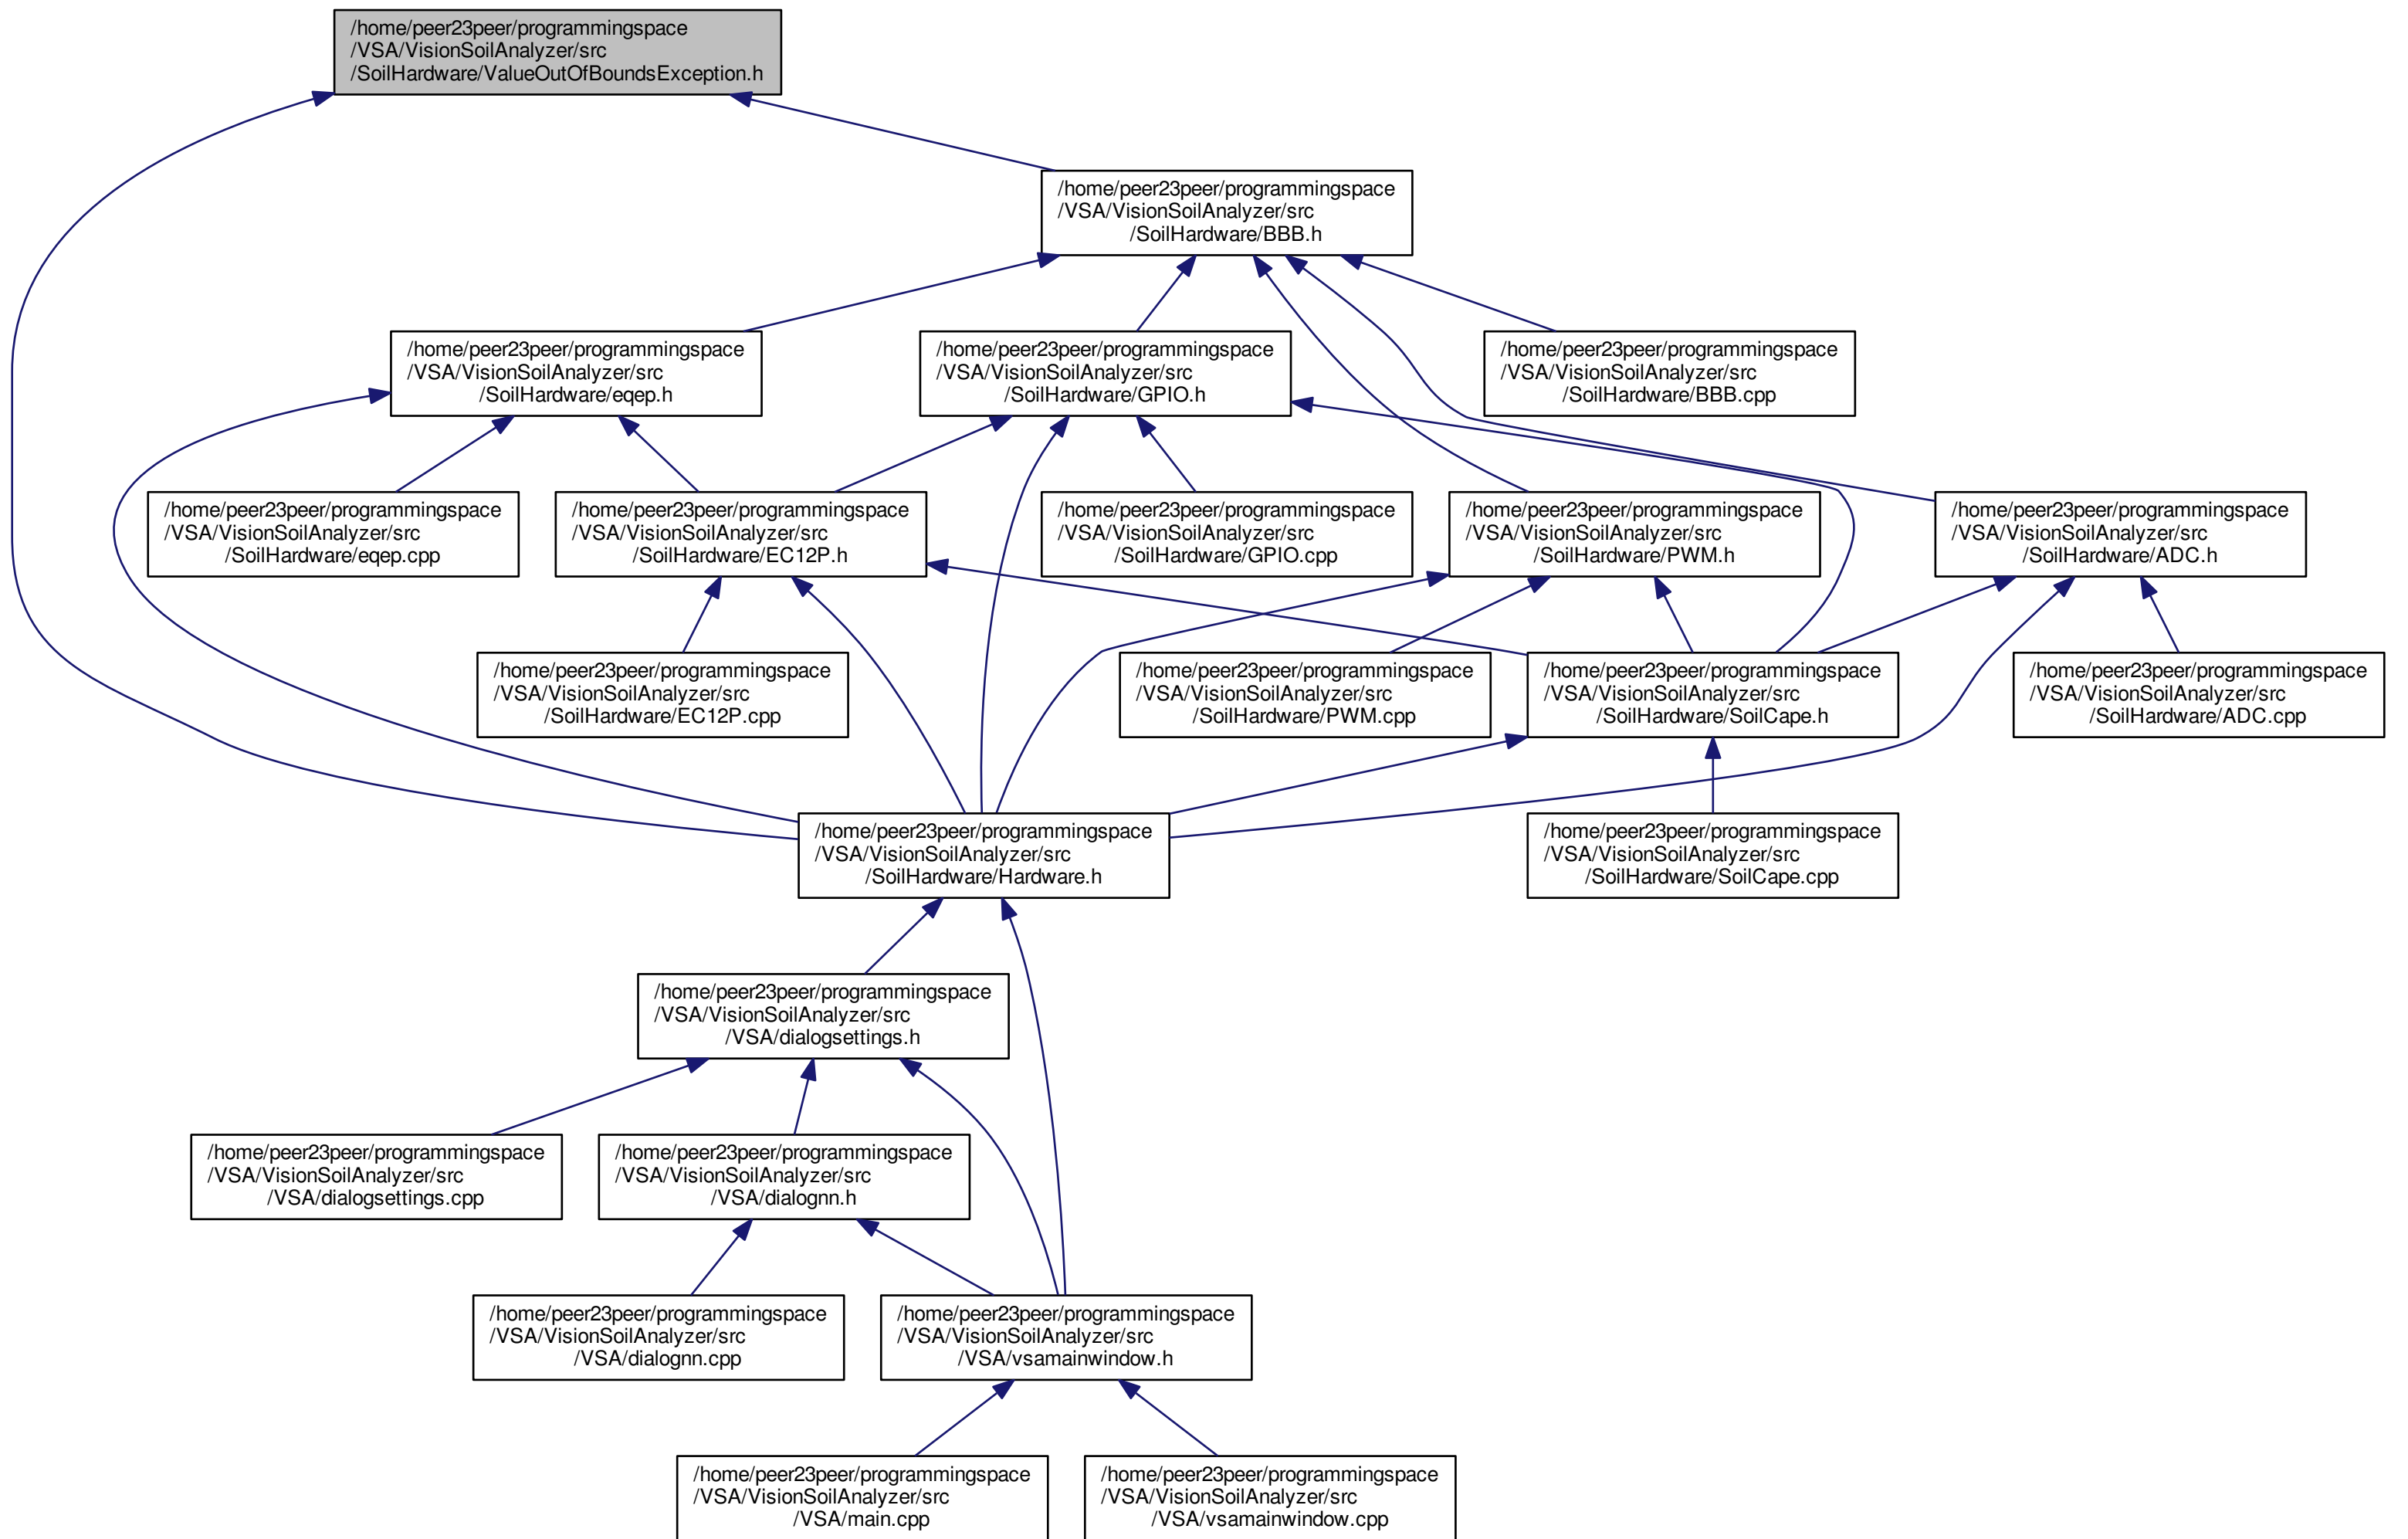 /home/peer23peer/programmingspace
/VSA/VisionSoilAnalyzer/src
/SoilHardware/ValueOutOfBoundsException.h
/home/peer23peer/programmingspace
/VSA/VisionSoilAnalyzer/src
/SoilHardware/BBB.h
/home/peer23peer/programmingspace
/VSA/VisionSoilAnalyzer/src
/SoilHardware/eqep.h
/home/peer23peer/programmingspace
/VSA/VisionSoilAnalyzer/src
/SoilHardware/GPIO.h
/home/peer23peer/programmingspace
/VSA/VisionSoilAnalyzer/src
/SoilHardware/BBB.cpp
/home/peer23peer/programmingspace
/VSA/VisionSoilAnalyzer/src
/SoilHardware/eqep.cpp
/home/peer23peer/programmingspace
/VSA/VisionSoilAnalyzer/src
/SoilHardware/EC12P.h
/home/peer23peer/programmingspace
/VSA/VisionSoilAnalyzer/src
/SoilHardware/GPIO.cpp
/home/peer23peer/programmingspace
/VSA/VisionSoilAnalyzer/src
/SoilHardware/PWM.h
/home/peer23peer/programmingspace
/VSA/VisionSoilAnalyzer/src
/SoilHardware/ADC.h
/home/peer23peer/programmingspace
/VSA/VisionSoilAnalyzer/src
/SoilHardware/EC12P.cpp
/home/peer23peer/programmingspace
/VSA/VisionSoilAnalyzer/src
/SoilHardware/PWM.cpp
/home/peer23peer/programmingspace
/VSA/VisionSoilAnalyzer/src
/SoilHardware/SoilCape.h
/home/peer23peer/programmingspace
/VSA/VisionSoilAnalyzer/src
/SoilHardware/ADC.cpp
/home/peer23peer/programmingspace
/VSA/VisionSoilAnalyzer/src
/SoilHardware/Hardware.h
/home/peer23peer/programmingspace
/VSA/VisionSoilAnalyzer/src
/SoilHardware/SoilCape.cpp
/home/peer23peer/programmingspace
/VSA/VisionSoilAnalyzer/src
/VSA/dialogsettings.h
/home/peer23peer/programmingspace
/VSA/VisionSoilAnalyzer/src
/VSA/dialogsettings.cpp
/home/peer23peer/programmingspace
/VSA/VisionSoilAnalyzer/src
/VSA/dialognn.h
/home/peer23peer/programmingspace
/VSA/VisionSoilAnalyzer/src
/VSA/dialognn.cpp
/home/peer23peer/programmingspace
/VSA/VisionSoilAnalyzer/src
/VSA/vsamainwindow.h
/home/peer23peer/programmingspace
/VSA/VisionSoilAnalyzer/src
/VSA/main.cpp
/home/peer23peer/programmingspace
/VSA/VisionSoilAnalyzer/src
/VSA/vsamainwindow.cpp